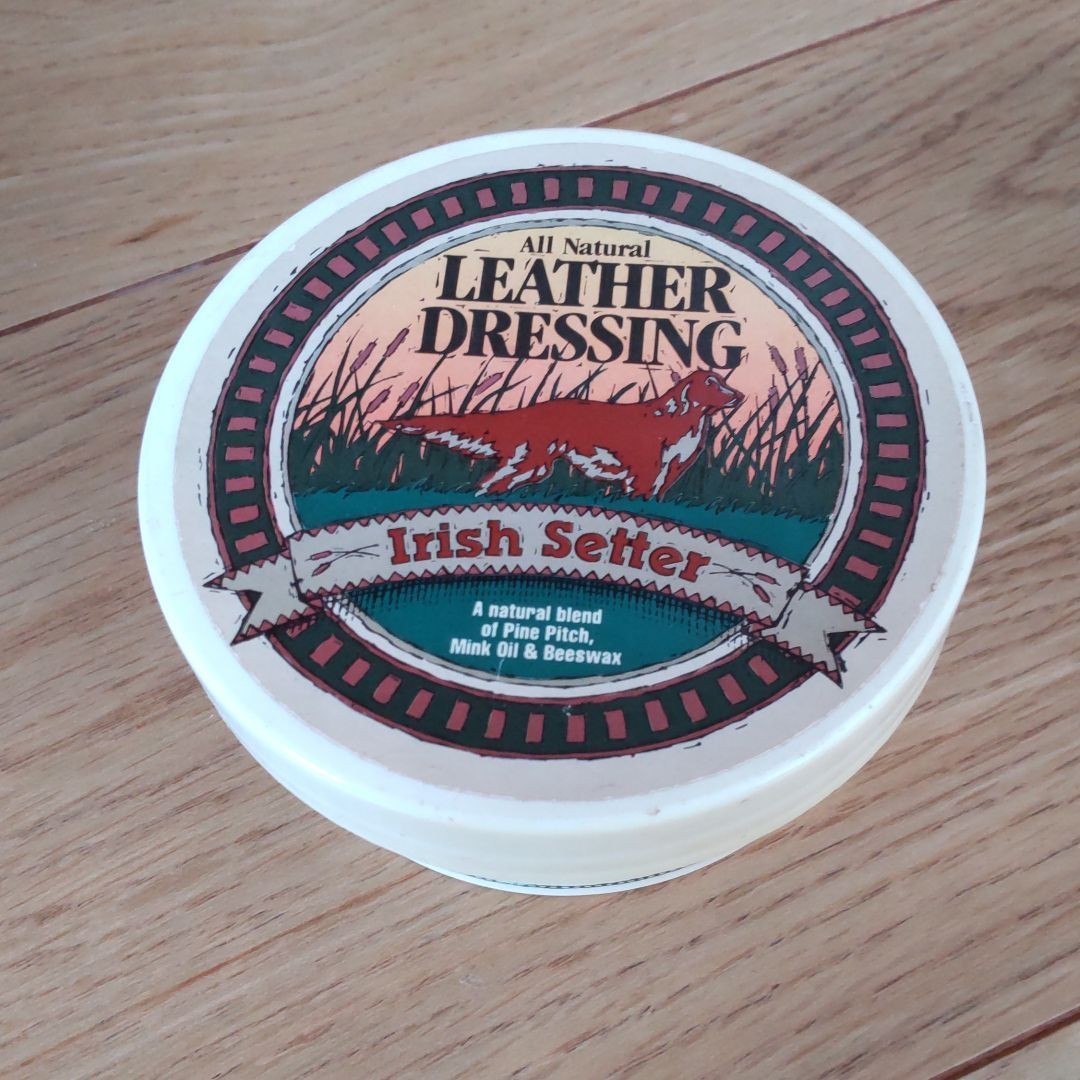 All Natural
LEATHER
DRESSING
Irish Setter
A natural blend
of Pine Pitch,
Mink Oil & Beeswax